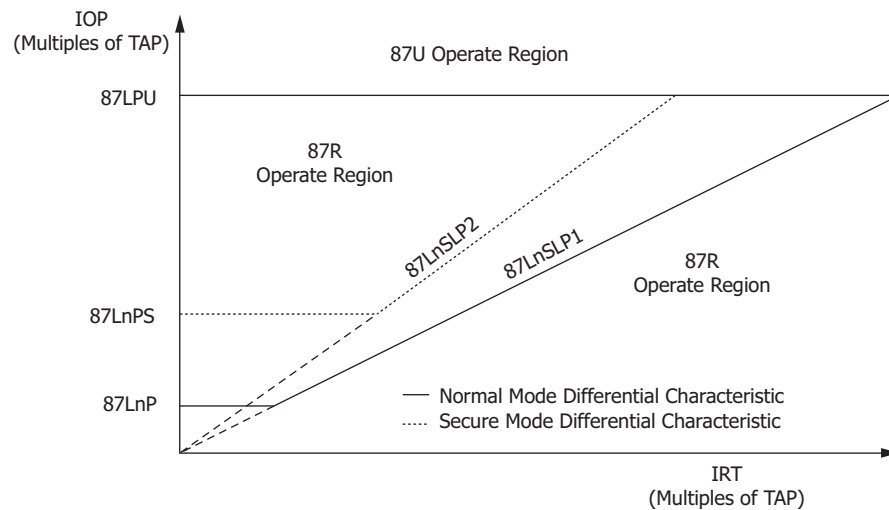 IOP
(Multiples of TAP)
87U Operate Region
87LPU
87R
Operate Region
87LnSLP2
87LnSLP1
87R
Operate Region
87LnPS
87LnP
Normal Mode Differential Characteristic
Secure Mode Differential Characteristic
IRT
(Multiples of TAP)